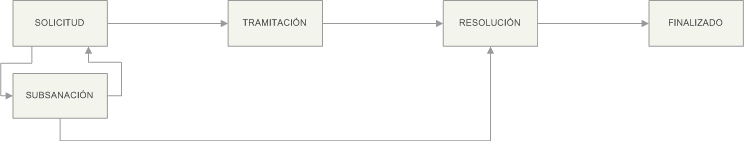 SOLICITUD
TRAMITACIÓN
RESOLUCIÓN
FINALIZADO
SUBSANACIÓN